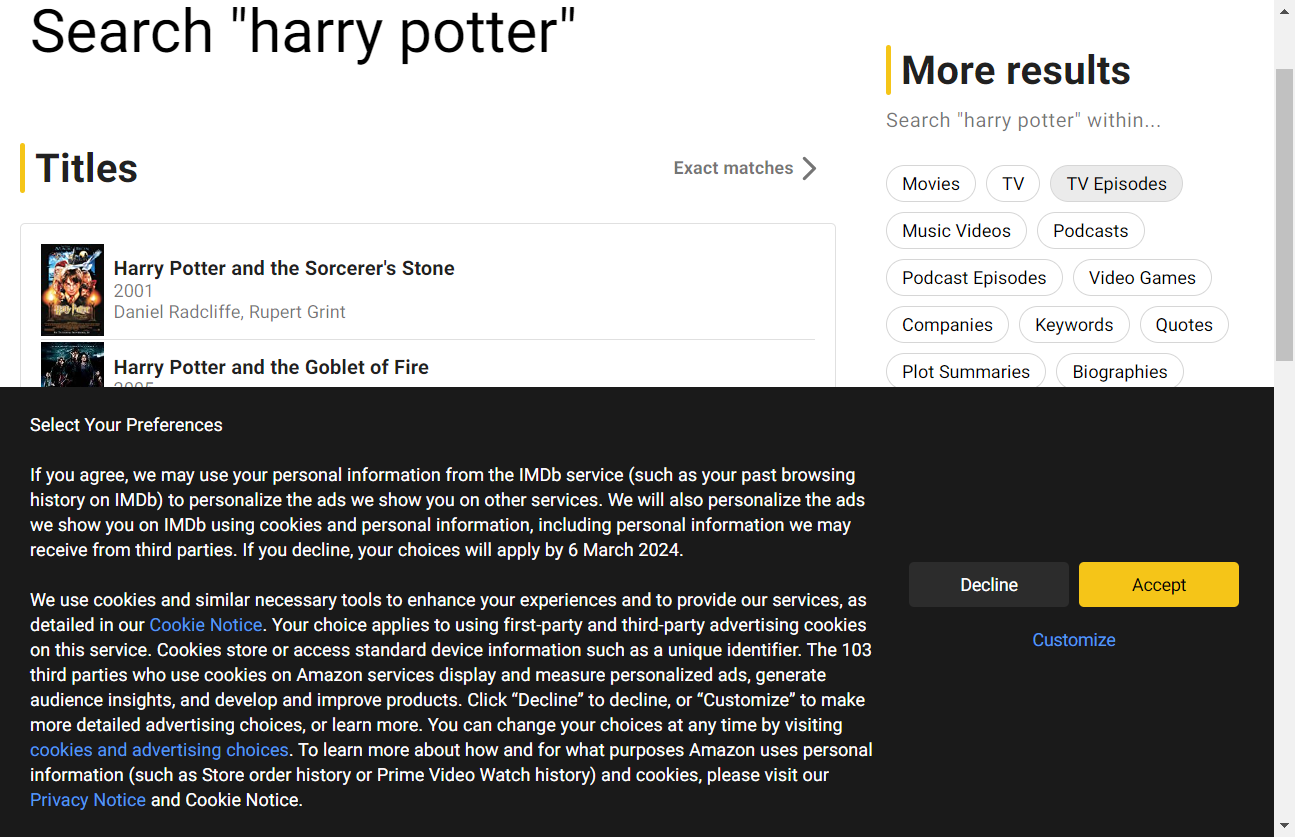 Search "harry potter"
Titles
Exact matches
Harry Potter and the Sorcerer's Stone
2001
Daniel Radcliffe, Rupert Grint
Harry Potter and the Goblet of Fire
2005
More results
Search "harry potter" within...
Movies
TV
TV Episodes
Music Videos
Podcasts
Podcast Episodes
Video Games
Companies
Keywords
Quotes
Plot Summaries
Biographies
Select Your Preferences
If you agree, we may use your personal information from the IMDb service (such as your past browsing
history on IMDb) to personalize the ads we show you on other services. We will also personalize the ads
we show you on IMDb using cookies and personal information, including personal information we may
receive from third parties. If you decline, your choices will apply by 6 March 2024.
We use cookies and similar necessary tools to enhance your experiences and to provide our services, as
detailed in our Cookie Notice. Your choice applies to using first-party and third-party advertising cookies
on this service. Cookies store or access standard device information such as a unique identifier. The 103
third parties who use cookies on Amazon services display and measure personalized ads, generate
audience insights, and develop and improve products. Click “Decline” to decline, or “Customize” to make
more detailed advertising choices, or learn more. You can change your choices at any time by visiting
cookies and advertising choices. To learn more about how and for what purposes Amazon uses personal
information (such as Store order history or Prime Video Watch history) and cookies, please visit our
Privacy Notice and Cookie Notice.
Decline
Accept
Customize